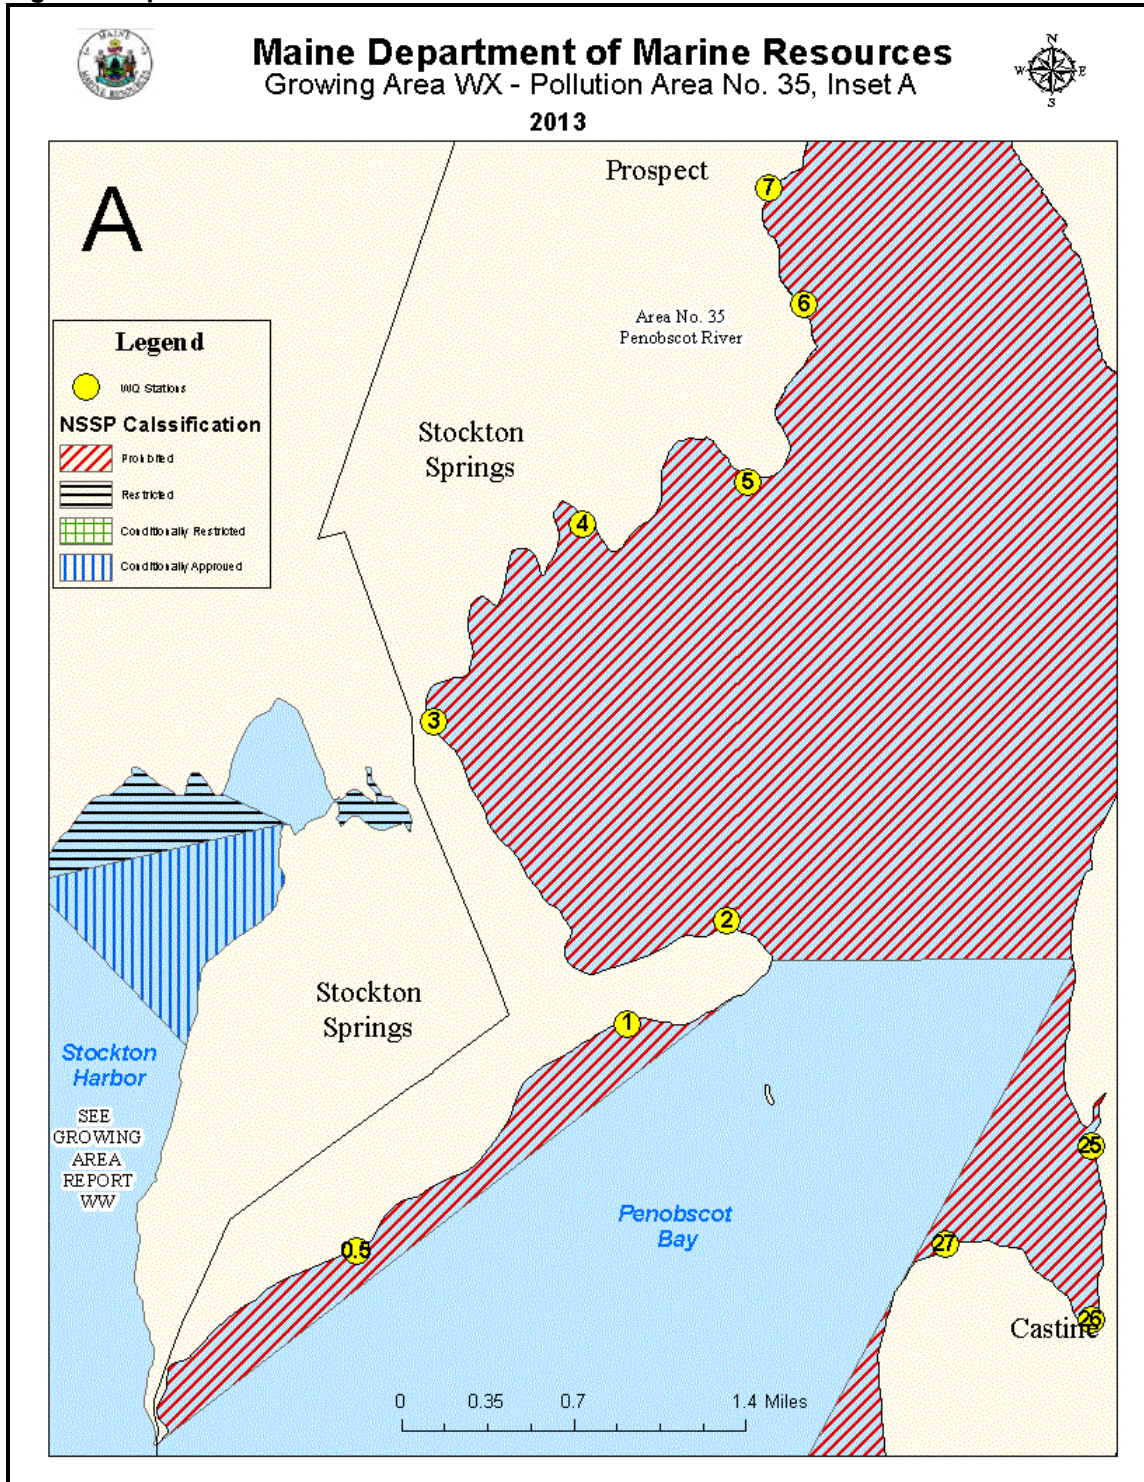 Maine Department of Marine Resources
Growing Area WX - Pollution Area No. 35, Inset A
2013
N
W
E
S
MAINE
A
Prospect
7
6
Area No. 35
Penobscot River
Legend
WQ Stations
NSSP Calssification
Prohibited
Restricted
Conditionally Restricted
Conditionally Approved
Stockton
Springs
5
4
3
2
Stockton
Springs
1
Stockton
Harbor
SEE
GROWING
AREA
REPORT
WW
25
Penobscot
Bay
0.5
27
26
Castine
0 0.35 0.7 1.4 Miles